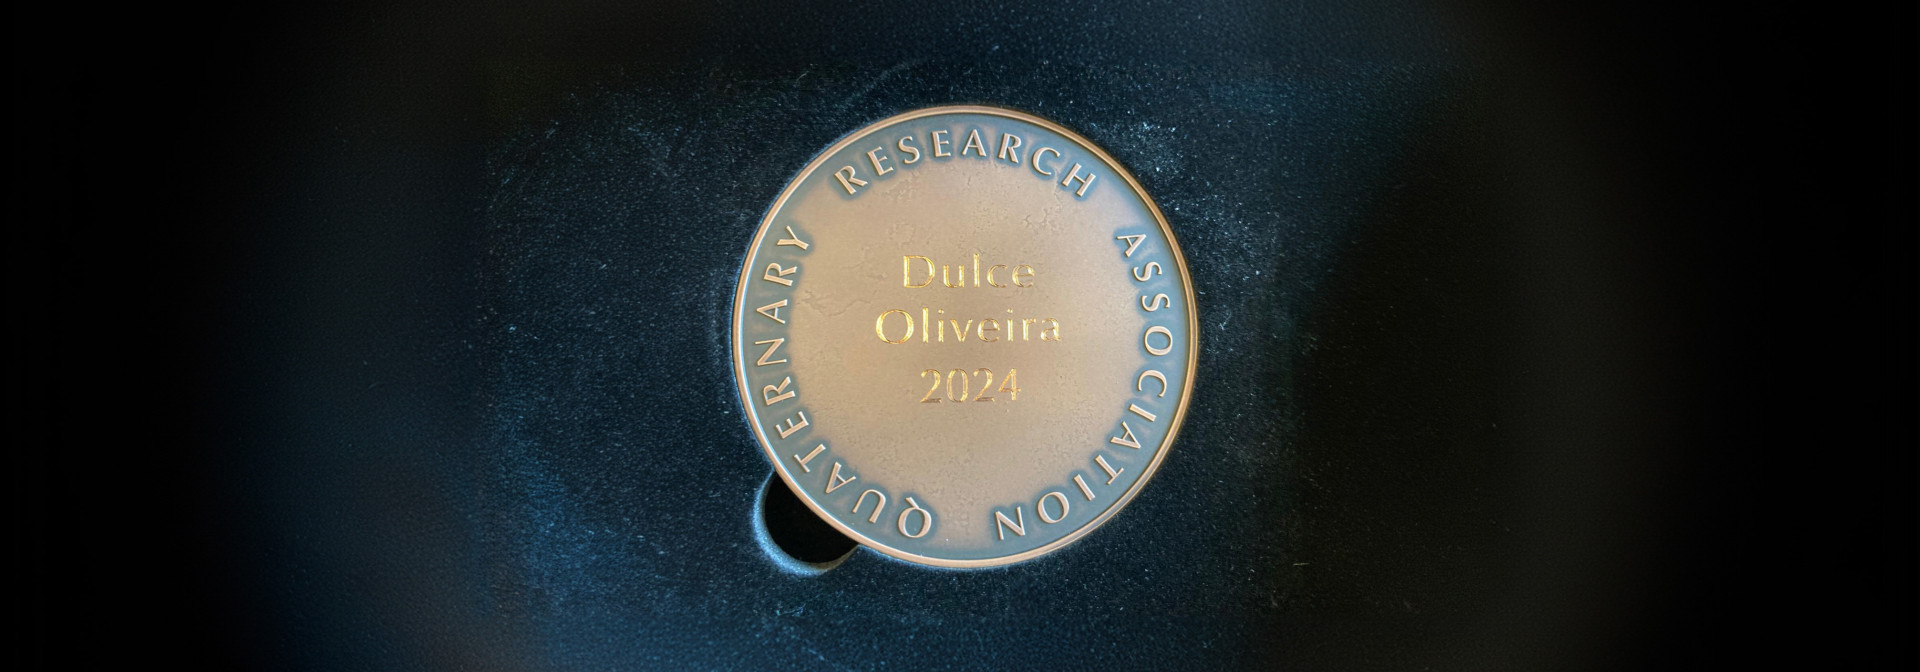 QUATERNARY RESEARCH ASSOCIATION
Dulce
Oliveira
2024